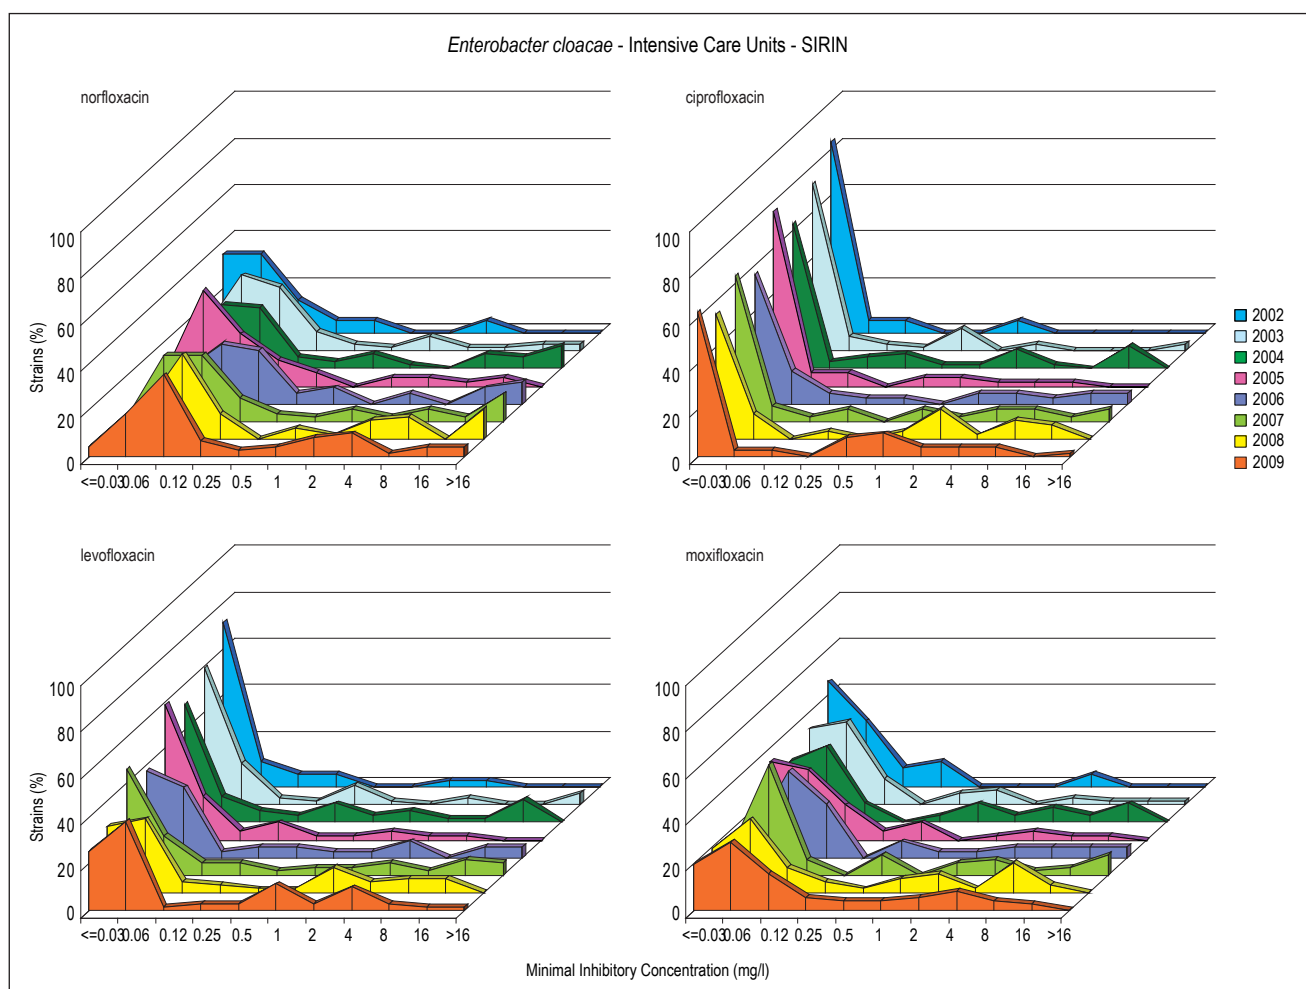 Enterobacter cloacae - Intensive Care Units - SIRIN
norfloxacin
ciprofloxacin
Strains (%)
100
80
60
40
20
0
<=0.03 0.06 0.12 0.25 0.5 1 2 4 8 16 >16
100
80
60
40
20
0
<=0.03 0.06 0.12 0.25 0.5 1 2 4 8 16 >16
2002
2003
2004
2005
2006
2007
2008
2009
levofloxacin
moxifloxacin
Strains (%)
100
80
60
40
20
0
<=0.03 0.06 0.12 0.25 0.5 1 2 4 8 16 >16
100
80
60
40
20
0
<=0.03 0.06 0.12 0.25 0.5 1 2 4 8 16 >16
Minimal Inhibitory Concentration (mg/l)